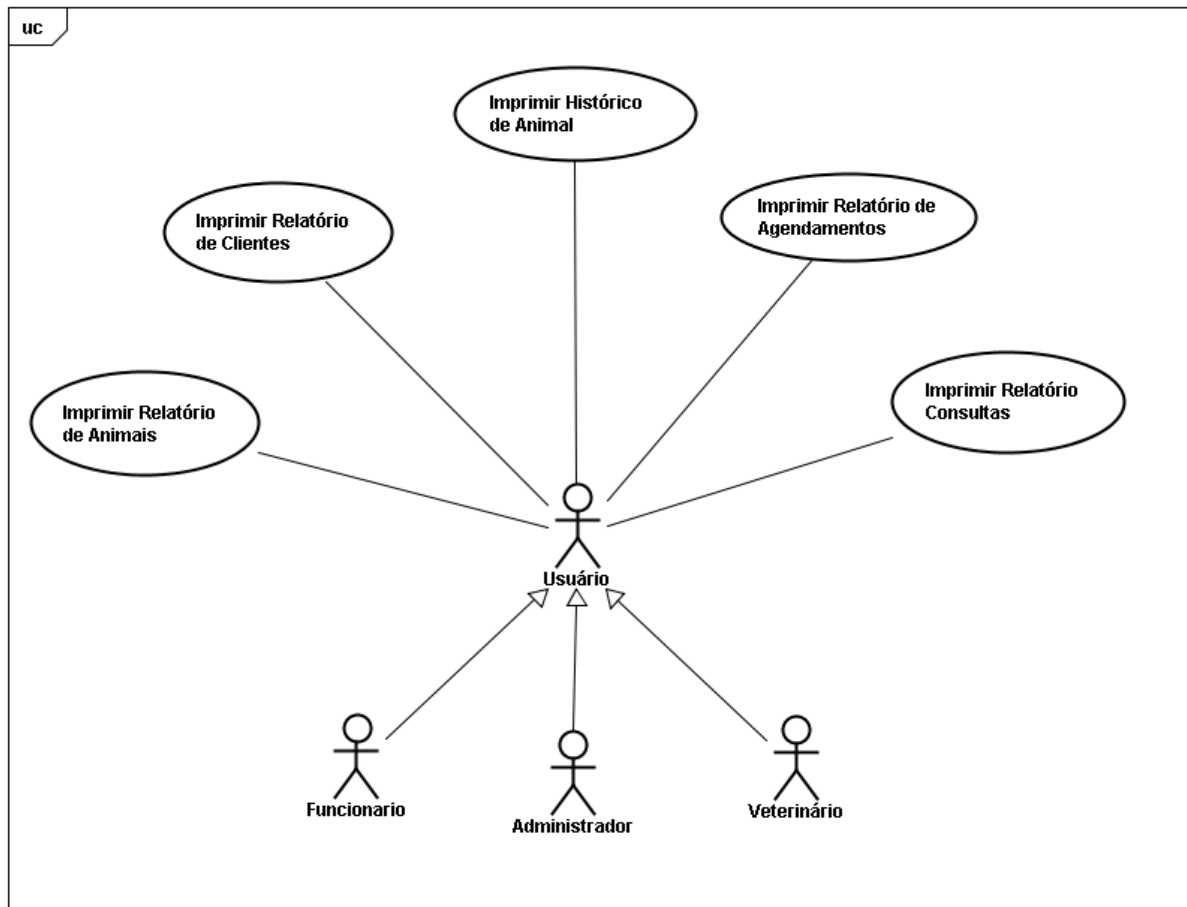 uc
Imprimir Histórico
de Animal
Imprimir Relatório
de Clientes
Imprimir Relatório de
Agendamentos
Imprimir Relatório
de Animais
Imprimir Relatório
Consultas
Usuário
Funcionario
Administrador
Veterinário